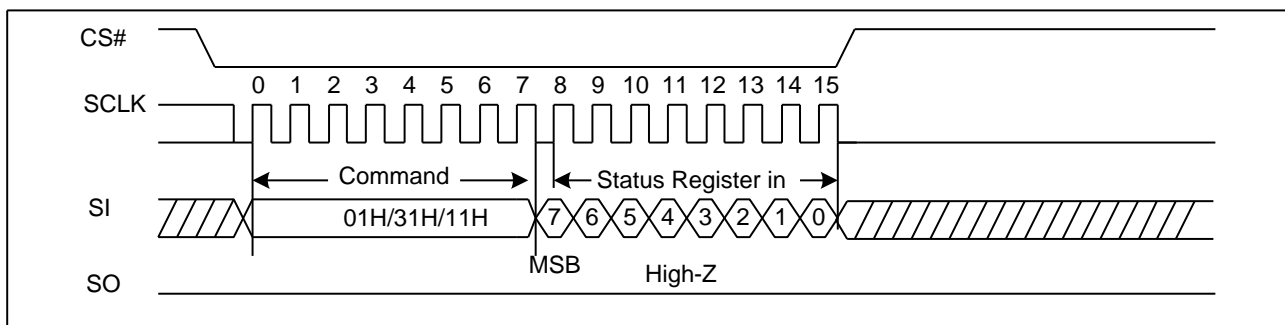 CS#
0 1 2 3 4 5 6 7 8 9 10 11 12 13 14 15
SCLK
Command Status Register in
SI 01H/31H/11H 7 6 5 4 3 2 1 0
MSB High-Z
SO